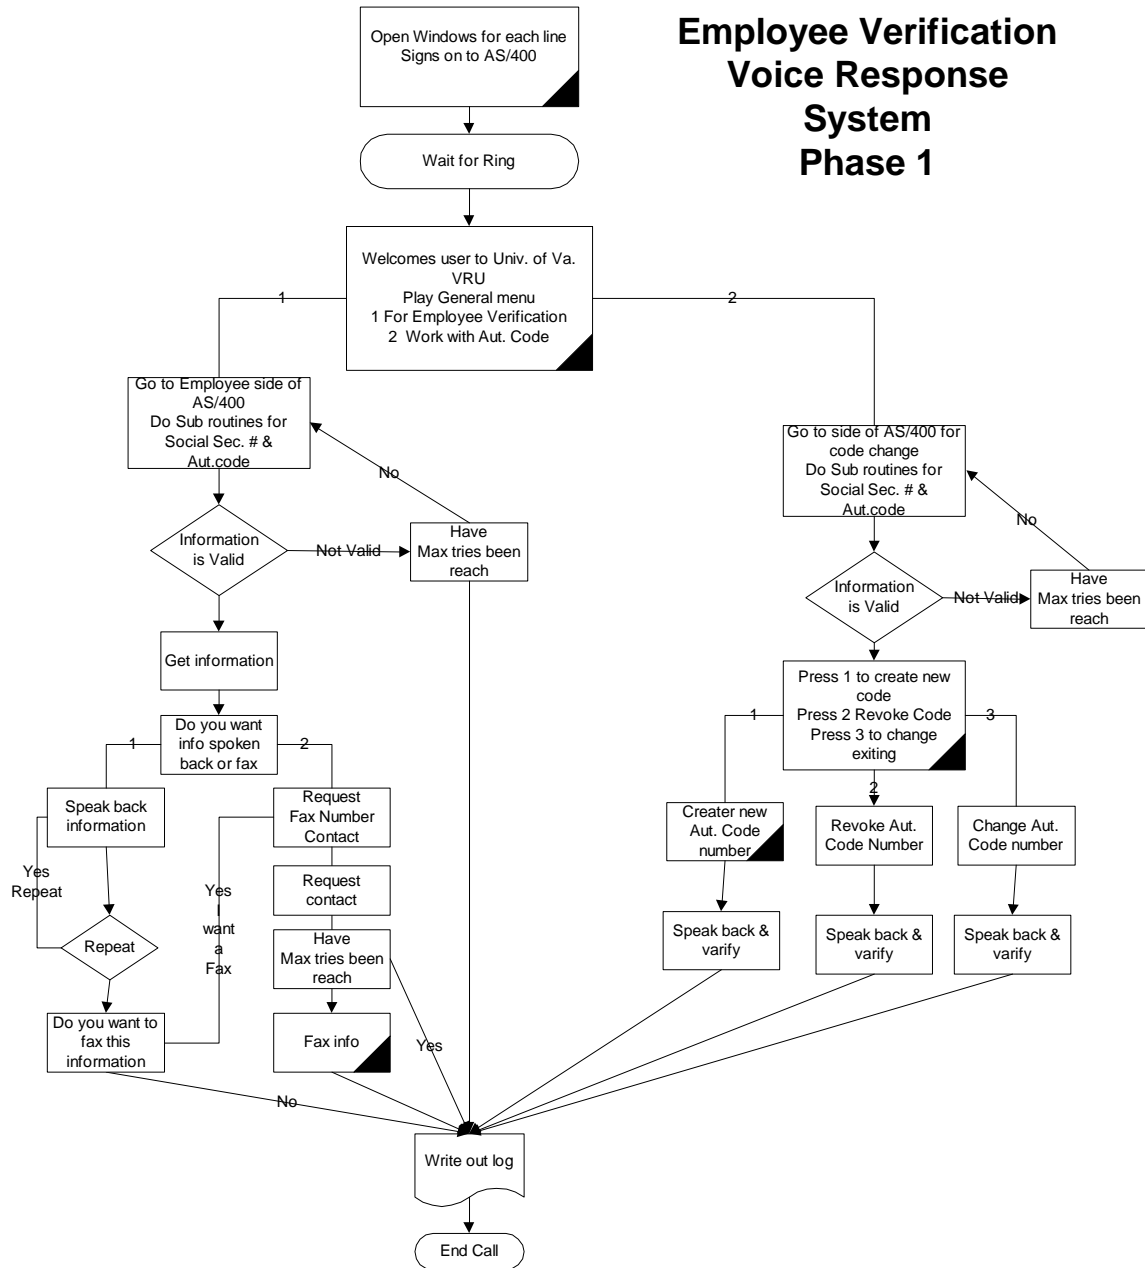 Employee Verification
Voice Response
System
Phase 1
Open Windows for each line
Signs on to AS/400
Wait for Ring
Welcomes user to Univ. of Va.
VRU
Play General menu
1 For Employee Verification
2 Work with Aut. Code
1
2
Go to Employee side of
AS/400
Do Sub routines for
Social Sec. # &
Aut.code
No
Information
is Valid
Not Valid
Have
Max tries been
reach
Get information
Do you want
info spoken
back or fax
1
2
Speak back
information
Yes
Repeat
Repeat
Do you want to
fax this
information
Yes
I
want
a
Fax
Request
Fax Number
Contact
Request
contact
Have
Max tries been
reach
Yes
Fax info
No
Go to side of AS/400 for
code change
Do Sub routines for
Social Sec. # &
Aut.code
No
Information
is Valid
Not Valid
Have
Max tries been
reach
Press 1 to create new
code
Press 2 Revoke Code
Press 3 to change
exiting
1
2
3
Creater new
Aut. Code
number
Revoke Aut.
Code Number
Change Aut.
Code number
Speak back &
varify
Speak back &
varify
Speak back &
varify
Write out log
End Call